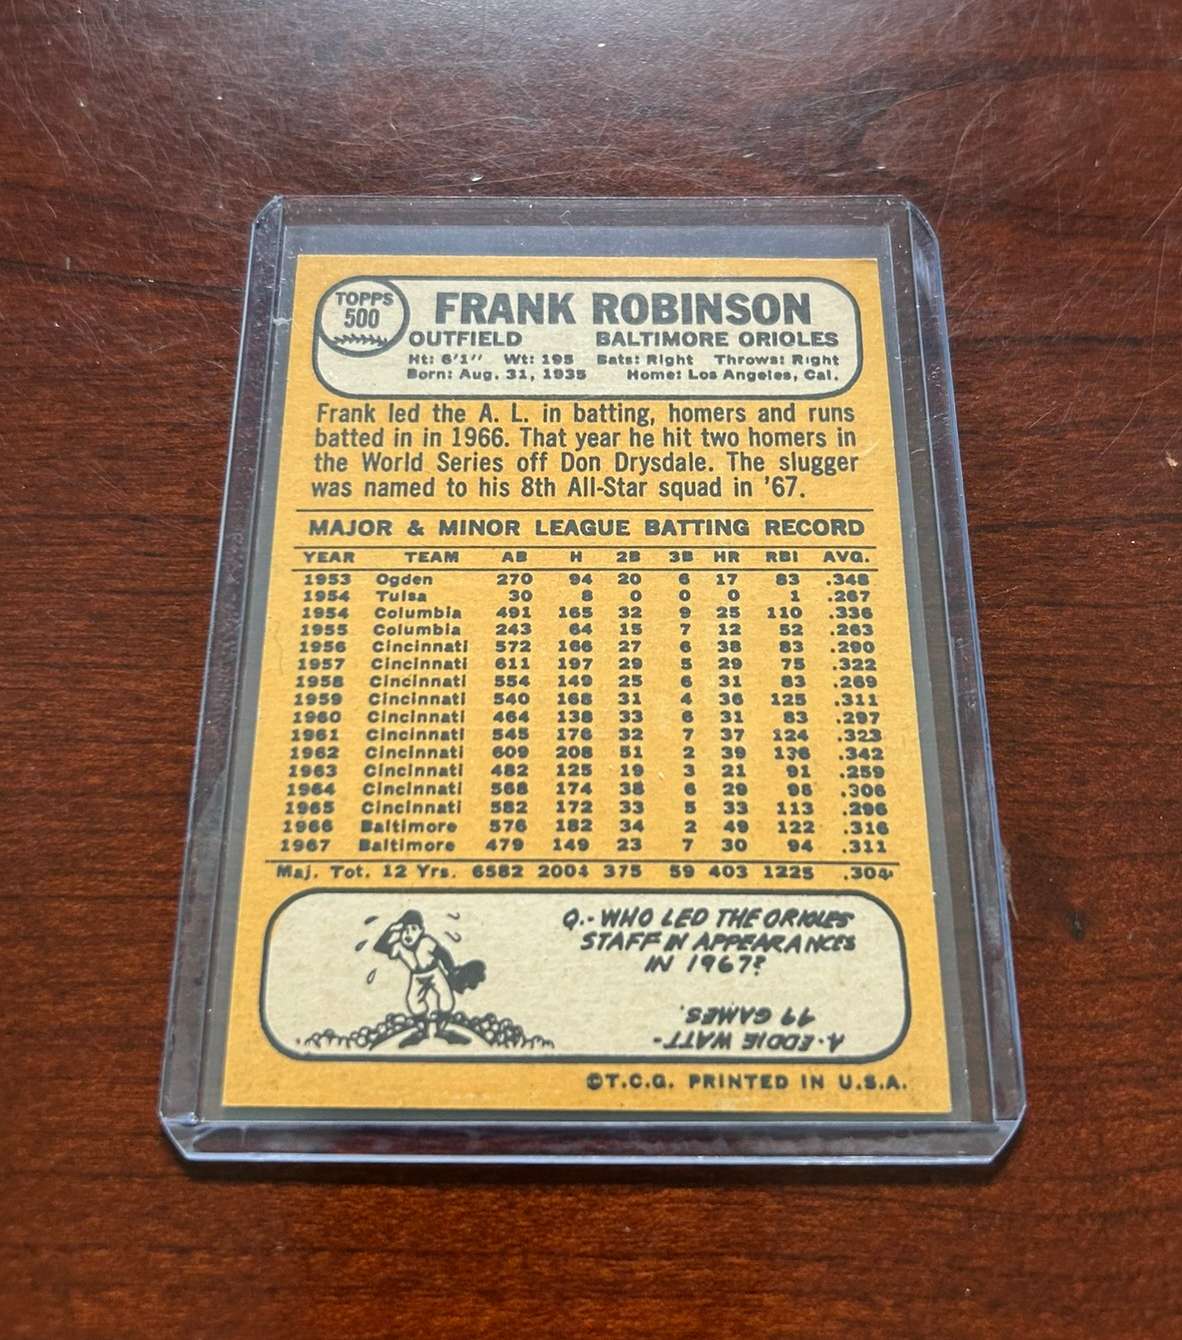 TOPPS
500
FRANK ROBINSON
OUTFIELD BALTIMORE ORIOLES
Ht: 6'1" Wt: 195 Bats: Right Throws: Right
Born: Aug. 31, 1935 Home: Los Angeles, Cal.
Frank led the A. L. in batting, homers and runs
batted in in 1966. That year he hit two homers in
the World Series off Don Drysdale. The slugger
was named to his 8th All-Star squad in '67.
MAJOR & MINOR LEAGUE BATTING RECORD
YEAR TEAM AB H 2B 3B HR RBI AVG.
1953 Ogden 270 94 20 6 17 83 .348
1954 Tulsa 30 8 0 0 0 1 .267
1954 Columbia 491 165 32 9 25 110 .336
1955 Columbia 243 64 15 7 12 52 .263
1956 Cincinnati 572 166 27 6 38 83 .290
1957 Cincinnati 611 197 29 5 29 75 .322
1958 Cincinnati 554 149 25 6 31 83 .269
1959 Cincinnati 540 168 31 4 36 125 .311
1960 Cincinnati 464 138 33 6 31 83 .297
1961 Cincinnati 545 176 32 7 37 124 .323
1962 Cincinnati 609 208 51 2 39 136 .342
1963 Cincinnati 482 125 19 3 21 91 .259
1964 Cincinnati 568 174 38 6 29 96 .306
1965 Cincinnati 582 172 33 5 33 113 .296
1966 Baltimore 576 182 34 2 49 122 .316
1967 Baltimore 479 149 23 7 30 94 .311
Maj. Tot. 12 Yrs. 6582 2004 375 59 403 1225 .304
Q.- WHO LED THE ORIOLES
STAFF IN APPEARANCES
IN 1967?
A.- EDDIE WATT-
49 GAMES.
©T.C.G. PRINTED IN U.S.A.